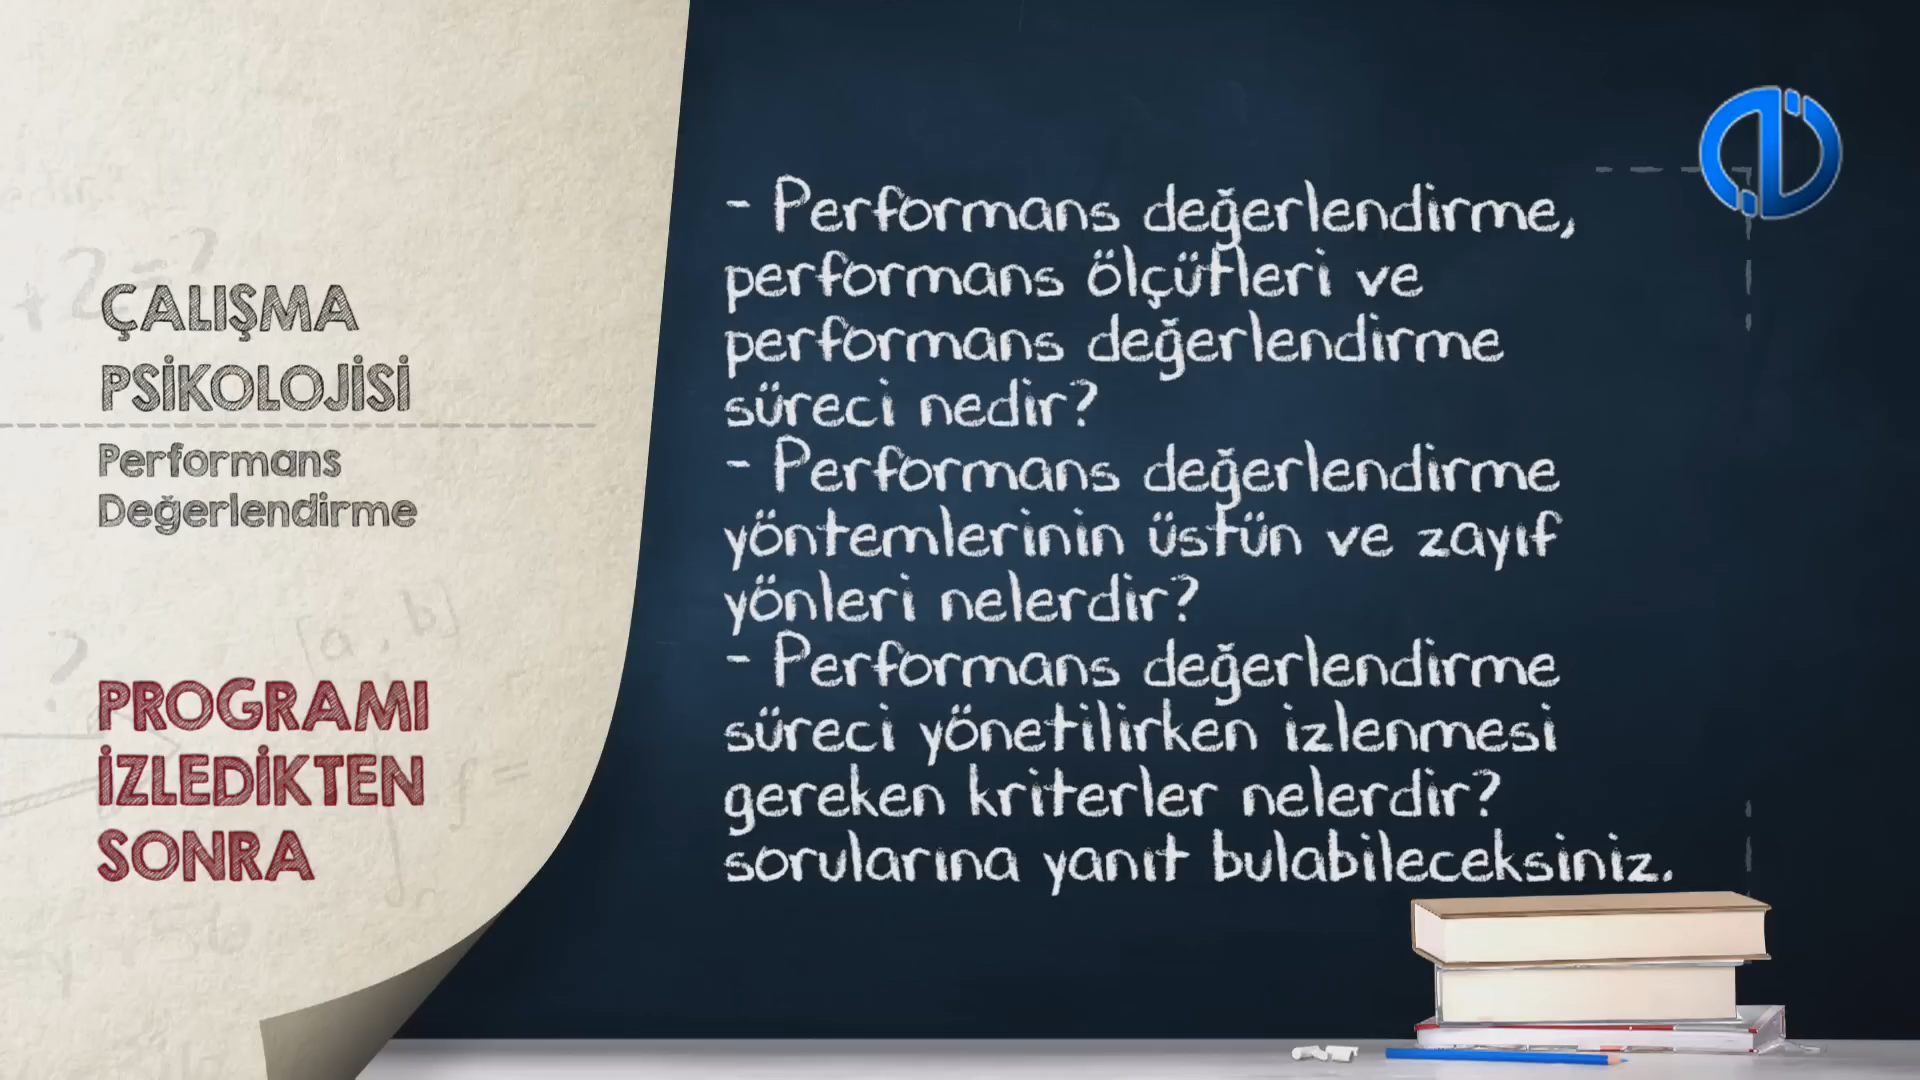 ÇALIŞMA
PSİKOLOJİSİ
Performans
Değerlendirme
PROGRAMI
İZLEDİKTEN
SONRA
- Performans değerlendirme,
performans ölçütleri ve
performans değerlendirme
süreci nedir?
- Performans değerlendirme
yöntemlerinin üstün ve zayıf
yönleri nelerdir?
- Performans değerlendirme
süreci yönetilirken izlenmesi
gereken kriterler nelerdir?
sorularına yanıt bulabileceksiniz.